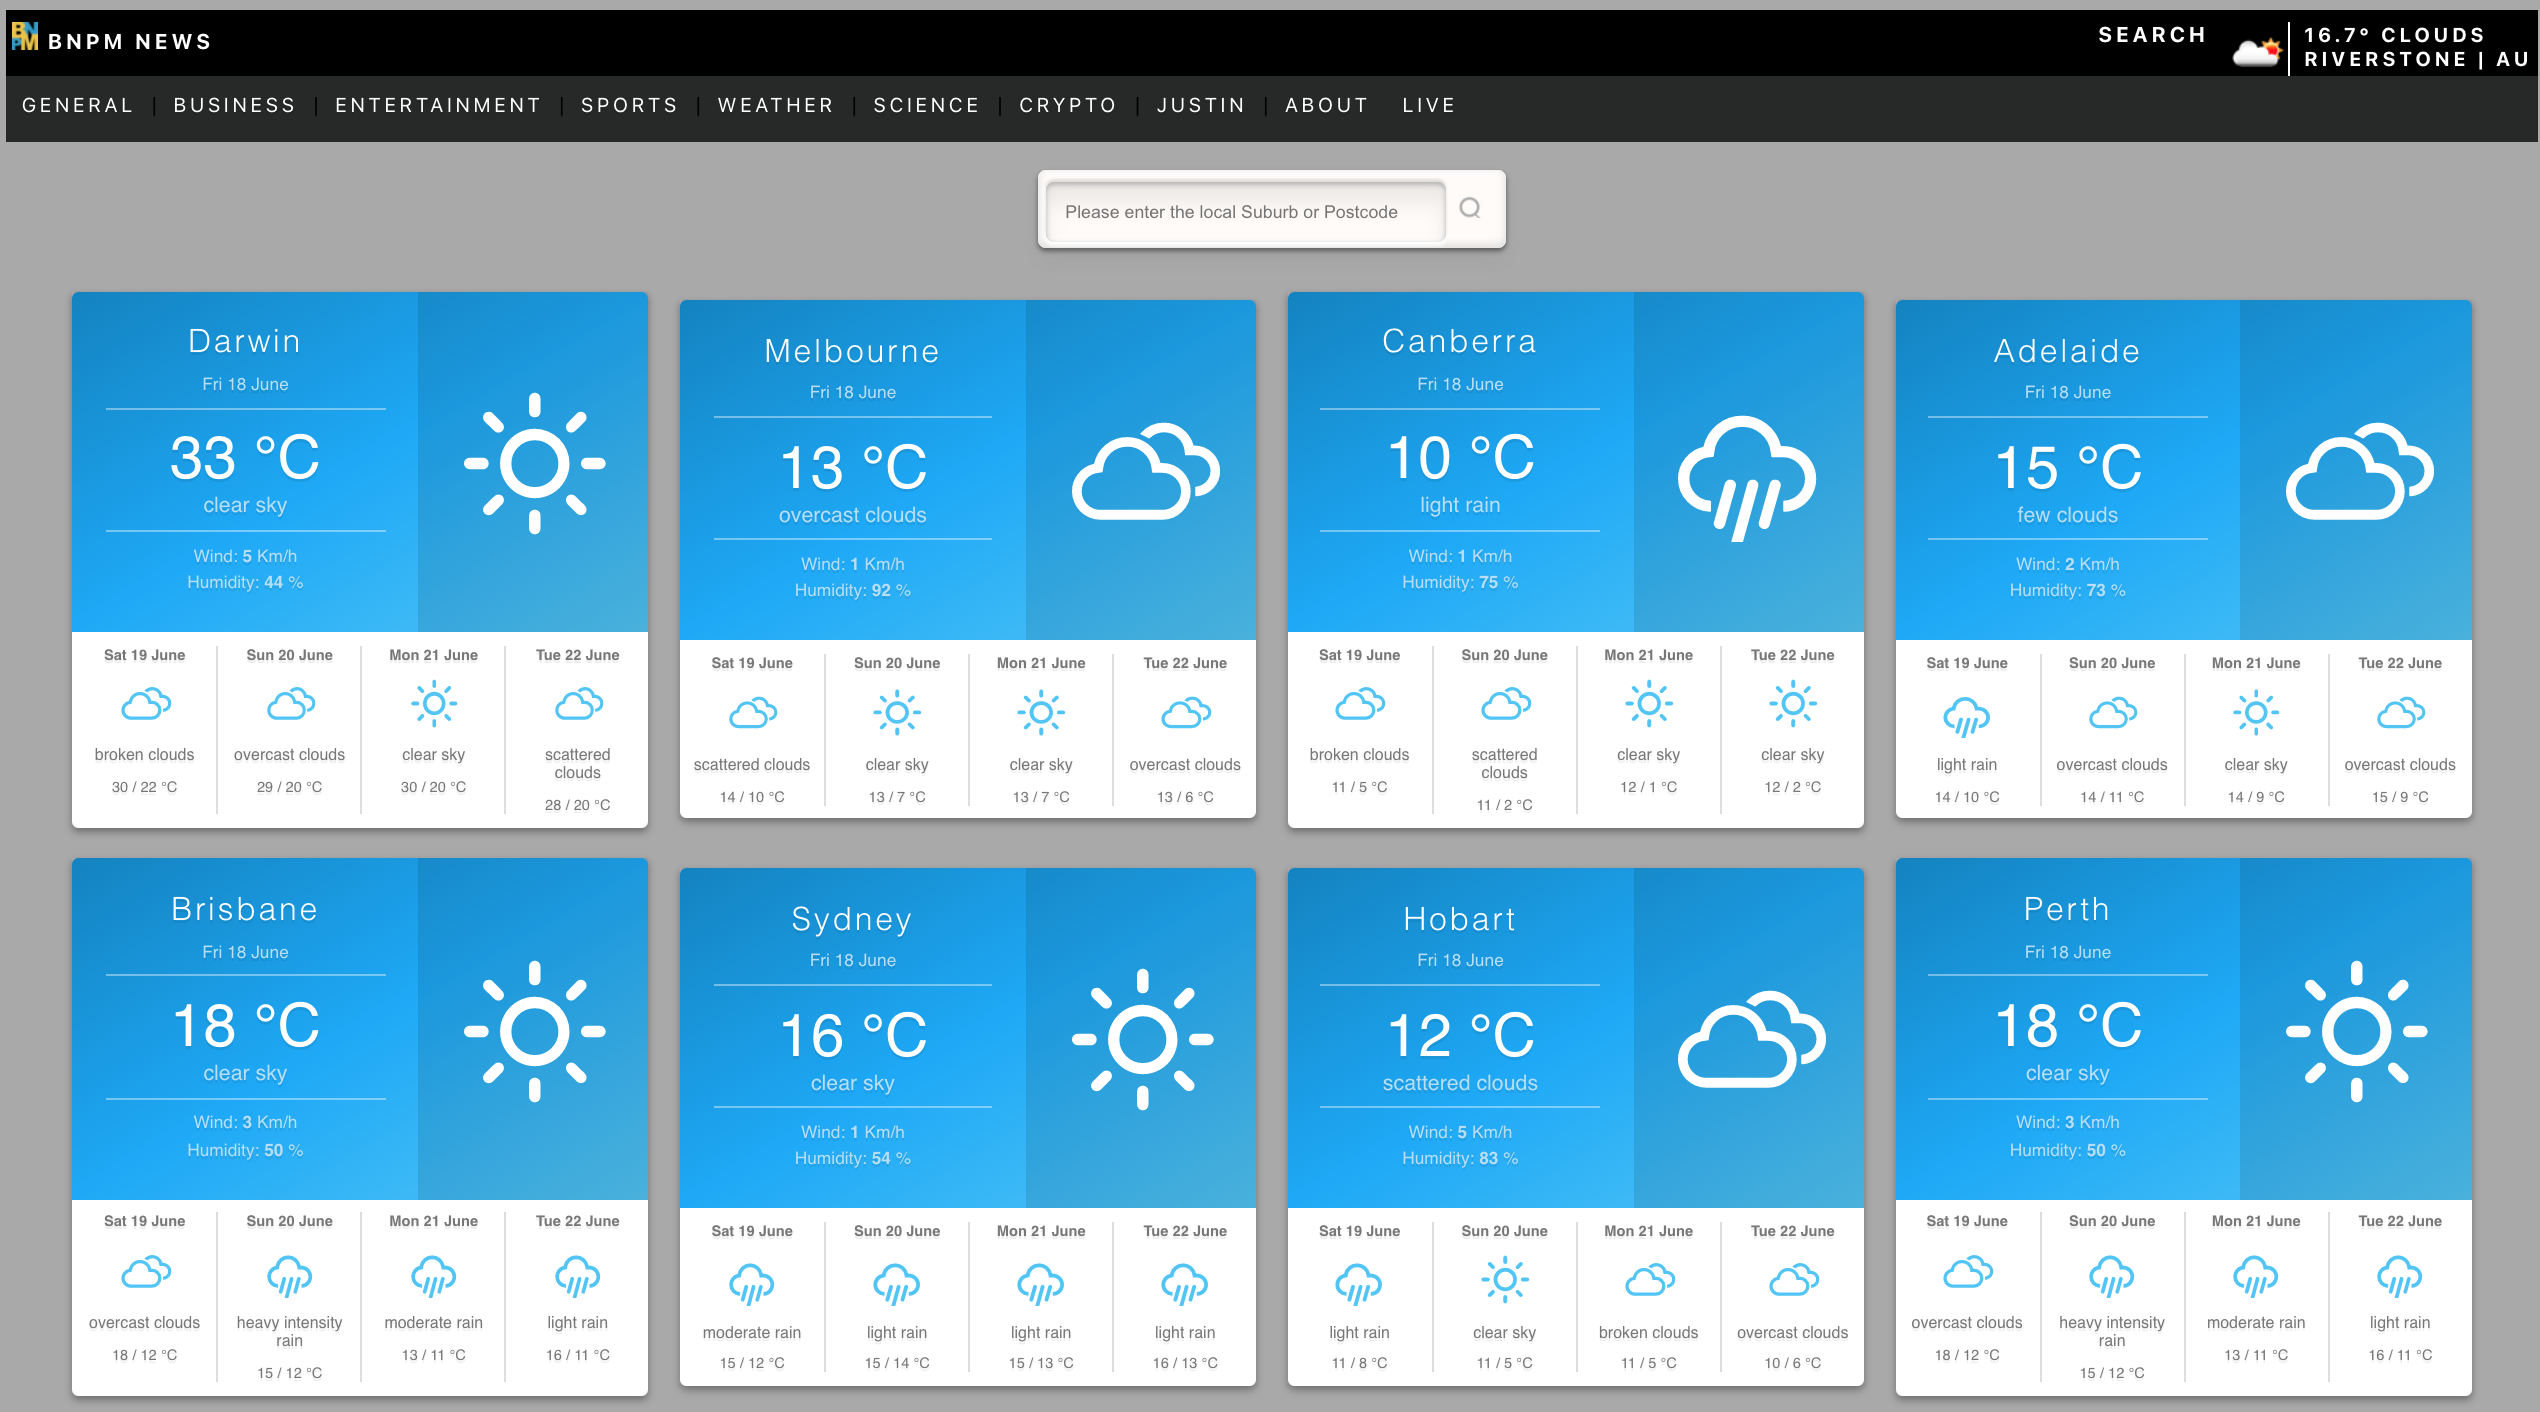 BNPM
BNPM NEWS
SEARCH
16.7° CLOUDS
RIVERSTONE | AU
GENERAL | BUSINESS | ENTERTAINMENT | SPORTS | WEATHER | SCIENCE | CRYPTO | JUSTIN | ABOUT LIVE
Please enter the local Suburb or Postcode
Darwin
Fri 18 June
33 °C
clear sky
Wind: 5 Km/h
Humidity: 44 %
Sat 19 June
broken clouds
30 / 22 °C
Sun 20 June
overcast clouds
29 / 20 °C
Mon 21 June
clear sky
30 / 20 °C
Tue 22 June
scattered
clouds
28 / 20 °C
Melbourne
Fri 18 June
13 °C
overcast clouds
Wind: 1 Km/h
Humidity: 92 %
Sat 19 June
scattered clouds
14 / 10 °C
Sun 20 June
clear sky
13 / 7 °C
Mon 21 June
clear sky
13 / 7 °C
Tue 22 June
overcast clouds
13 / 6 °C
Canberra
Fri 18 June
10 °C
light rain
Wind: 1 Km/h
Humidity: 75 %
Sat 19 June
broken clouds
11 / 5 °C
Sun 20 June
scattered
clouds
11 / 2 °C
Mon 21 June
clear sky
12 / 1 °C
Tue 22 June
clear sky
12 / 2 °C
Adelaide
Fri 18 June
15 °C
few clouds
Wind: 2 Km/h
Humidity: 73 %
Sat 19 June
light rain
14 / 10 °C
Sun 20 June
overcast clouds
14 / 11 °C
Mon 21 June
clear sky
14 / 9 °C
Tue 22 June
overcast clouds
15 / 9 °C
Brisbane
Fri 18 June
18 °C
clear sky
Wind: 3 Km/h
Humidity: 50 %
Sat 19 June
overcast clouds
18 / 12 °C
Sun 20 June
heavy intensity
rain
15 / 12 °C
Mon 21 June
moderate rain
13 / 11 °C
Tue 22 June
light rain
16 / 11 °C
Sydney
Fri 18 June
16 °C
clear sky
Wind: 1 Km/h
Humidity: 54 %
Sat 19 June
moderate rain
15 / 12 °C
Sun 20 June
light rain
15 / 14 °C
Mon 21 June
light rain
15 / 13 °C
Tue 22 June
light rain
16 / 13 °C
Hobart
Fri 18 June
12 °C
scattered clouds
Wind: 5 Km/h
Humidity: 83 %
Sat 19 June
light rain
11 / 8 °C
Sun 20 June
clear sky
11 / 5 °C
Mon 21 June
broken clouds
11 / 5 °C
Tue 22 June
overcast clouds
10 / 6 °C
Perth
Fri 18 June
18 °C
clear sky
Wind: 3 Km/h
Humidity: 50 %
Sat 19 June
overcast clouds
18 / 12 °C
Sun 20 June
heavy intensity
rain
15 / 12 °C
Mon 21 June
moderate rain
13 / 11 °C
Tue 22 June
light rain
16 / 11 °C